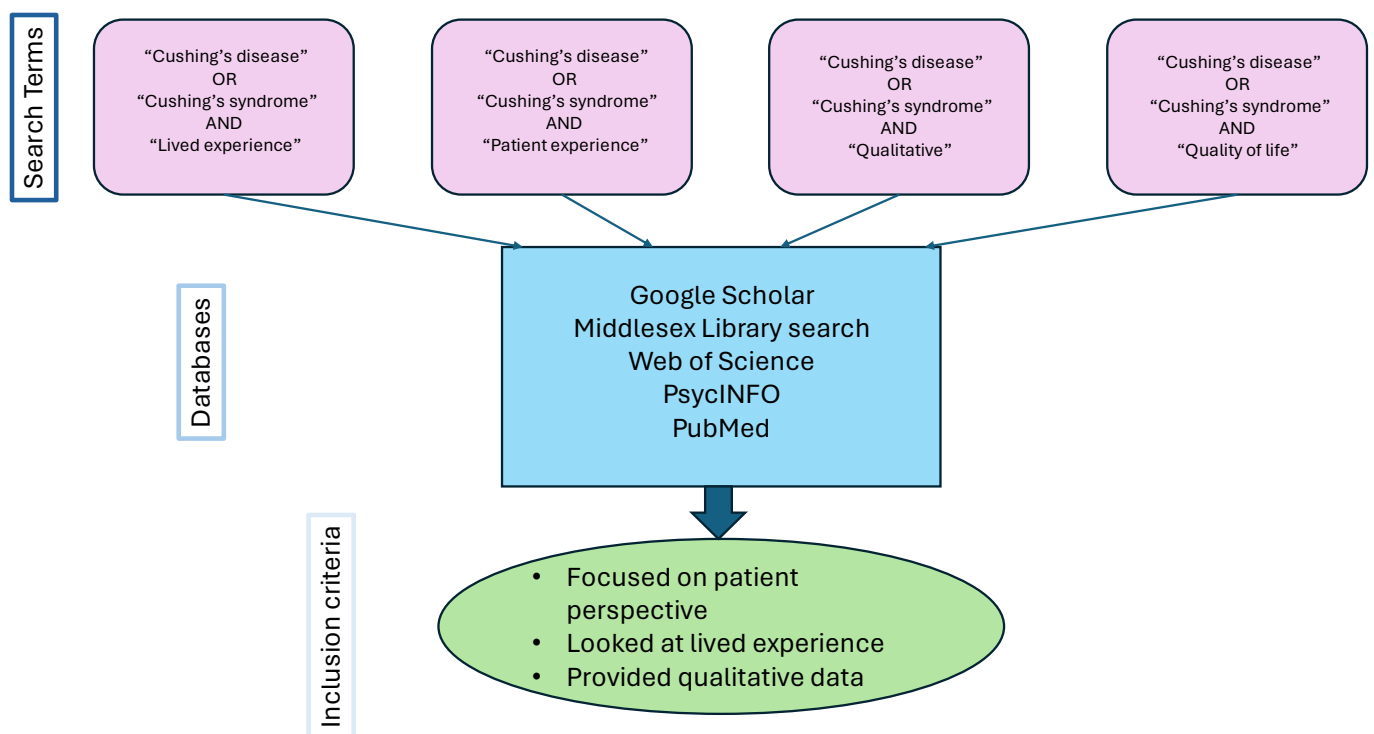 Search Terms
“Cushing’s disease”
OR
“Cushing’s syndrome”
AND
“Lived experience”
“Cushing’s disease”
OR
“Cushing’s syndrome”
AND
“Patient experience”
“Cushing’s disease”
OR
“Cushing’s syndrome”
AND
“Qualitative”
“Cushing’s disease”
OR
“Cushing’s syndrome”
AND
“Quality of life”
Databases
Google Scholar
Middlesex Library search
Web of Science
PsycINFO
PubMed
Inclusion criteria
• Focused on patient
perspective
• Looked at lived experience
• Provided qualitative data